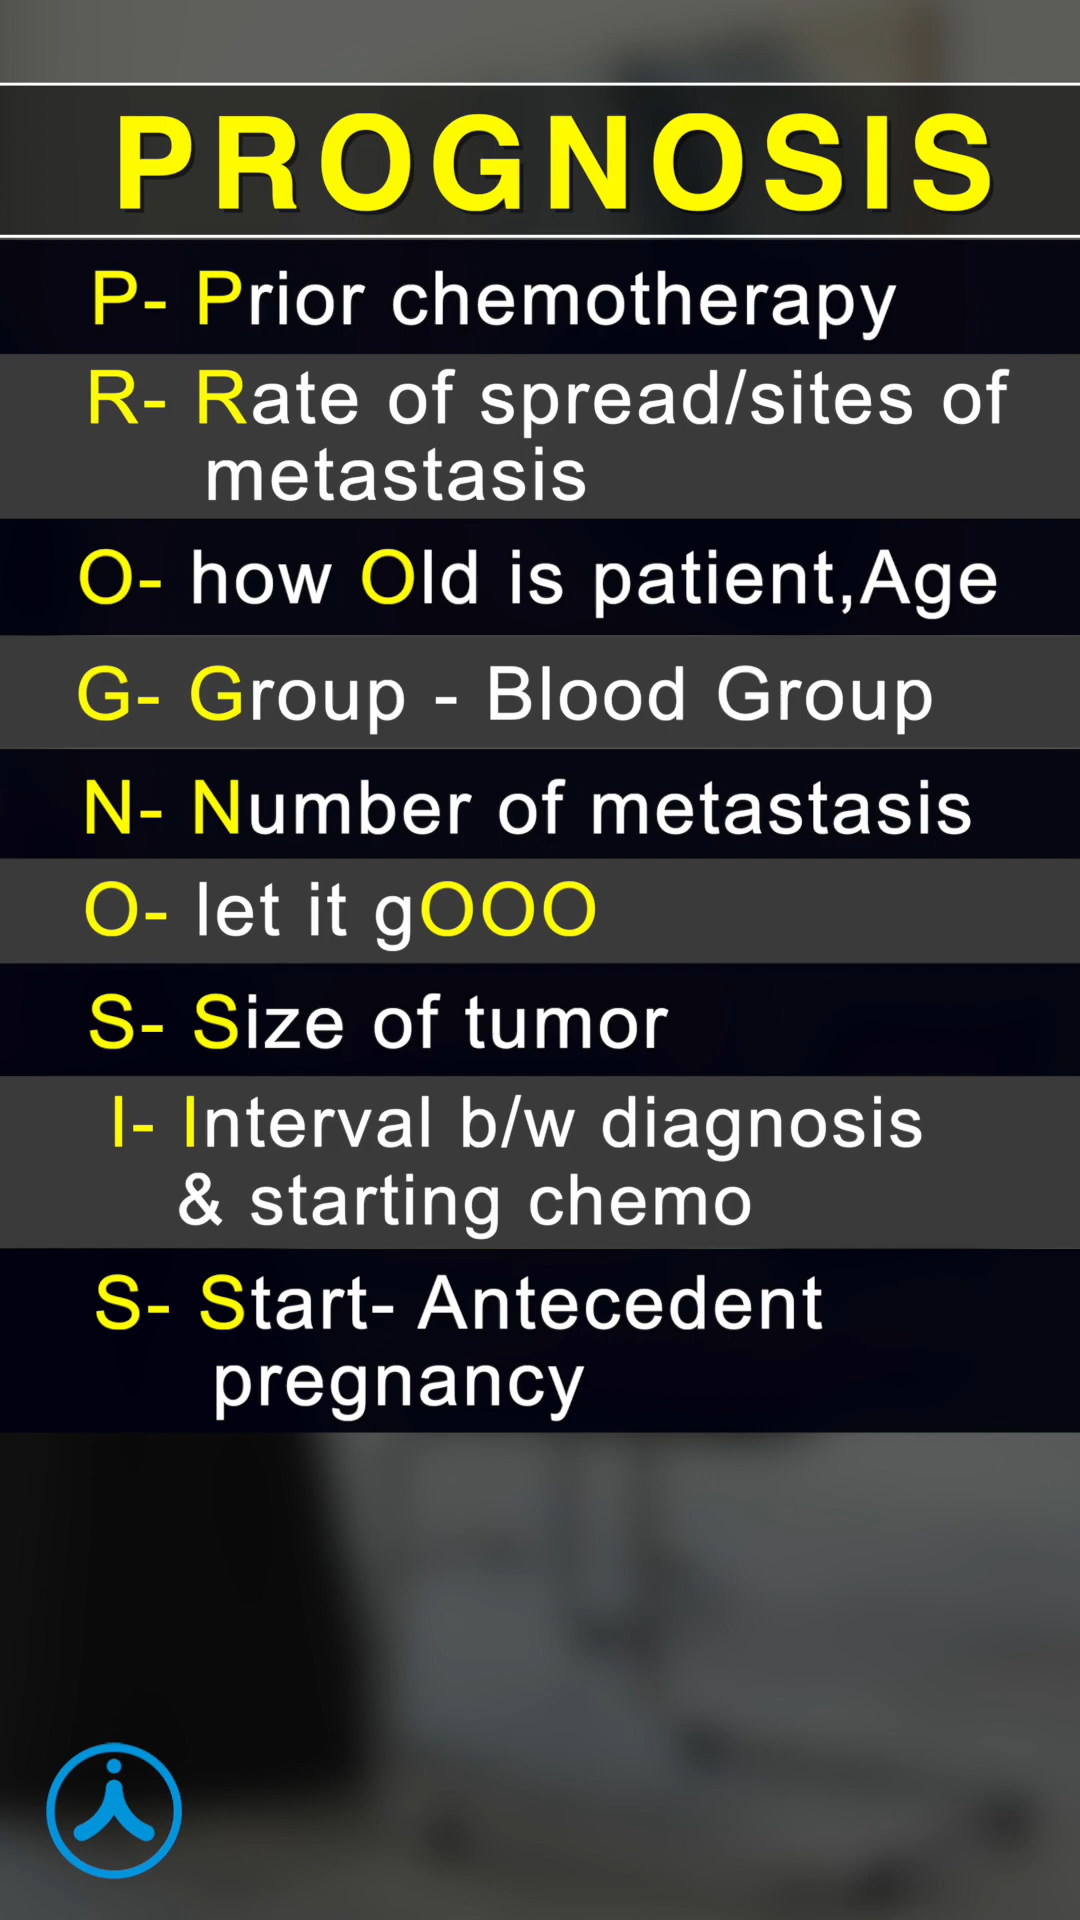 PROGNOSIS
P- Prior chemotherapy
R- Rate of spread/sites of
metastasis
O- how Old is patient,Age
G- Group - Blood Group
N- Number of metastasis
O- let it gOOO
S- Size of tumor
I- Interval b/w diagnosis
& starting chemo
S- Start- Antecedent
pregnancy